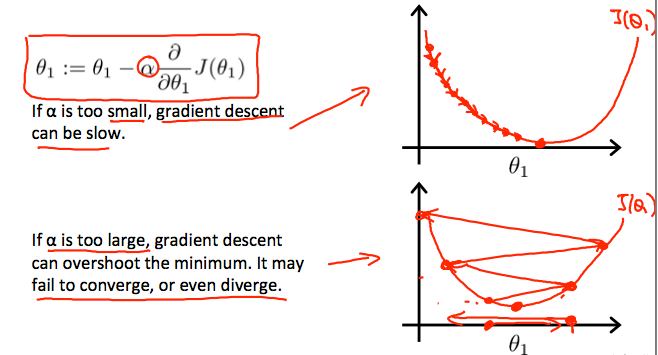 J(θ₁)
θ₁ := θ₁ − α ∂/∂θ₁ J(θ₁)
If α is too small, gradient descent
can be slow.
θ₁
J(θ₁)
If α is too large, gradient descent
can overshoot the minimum. It may
fail to converge, or even diverge.
θ₁